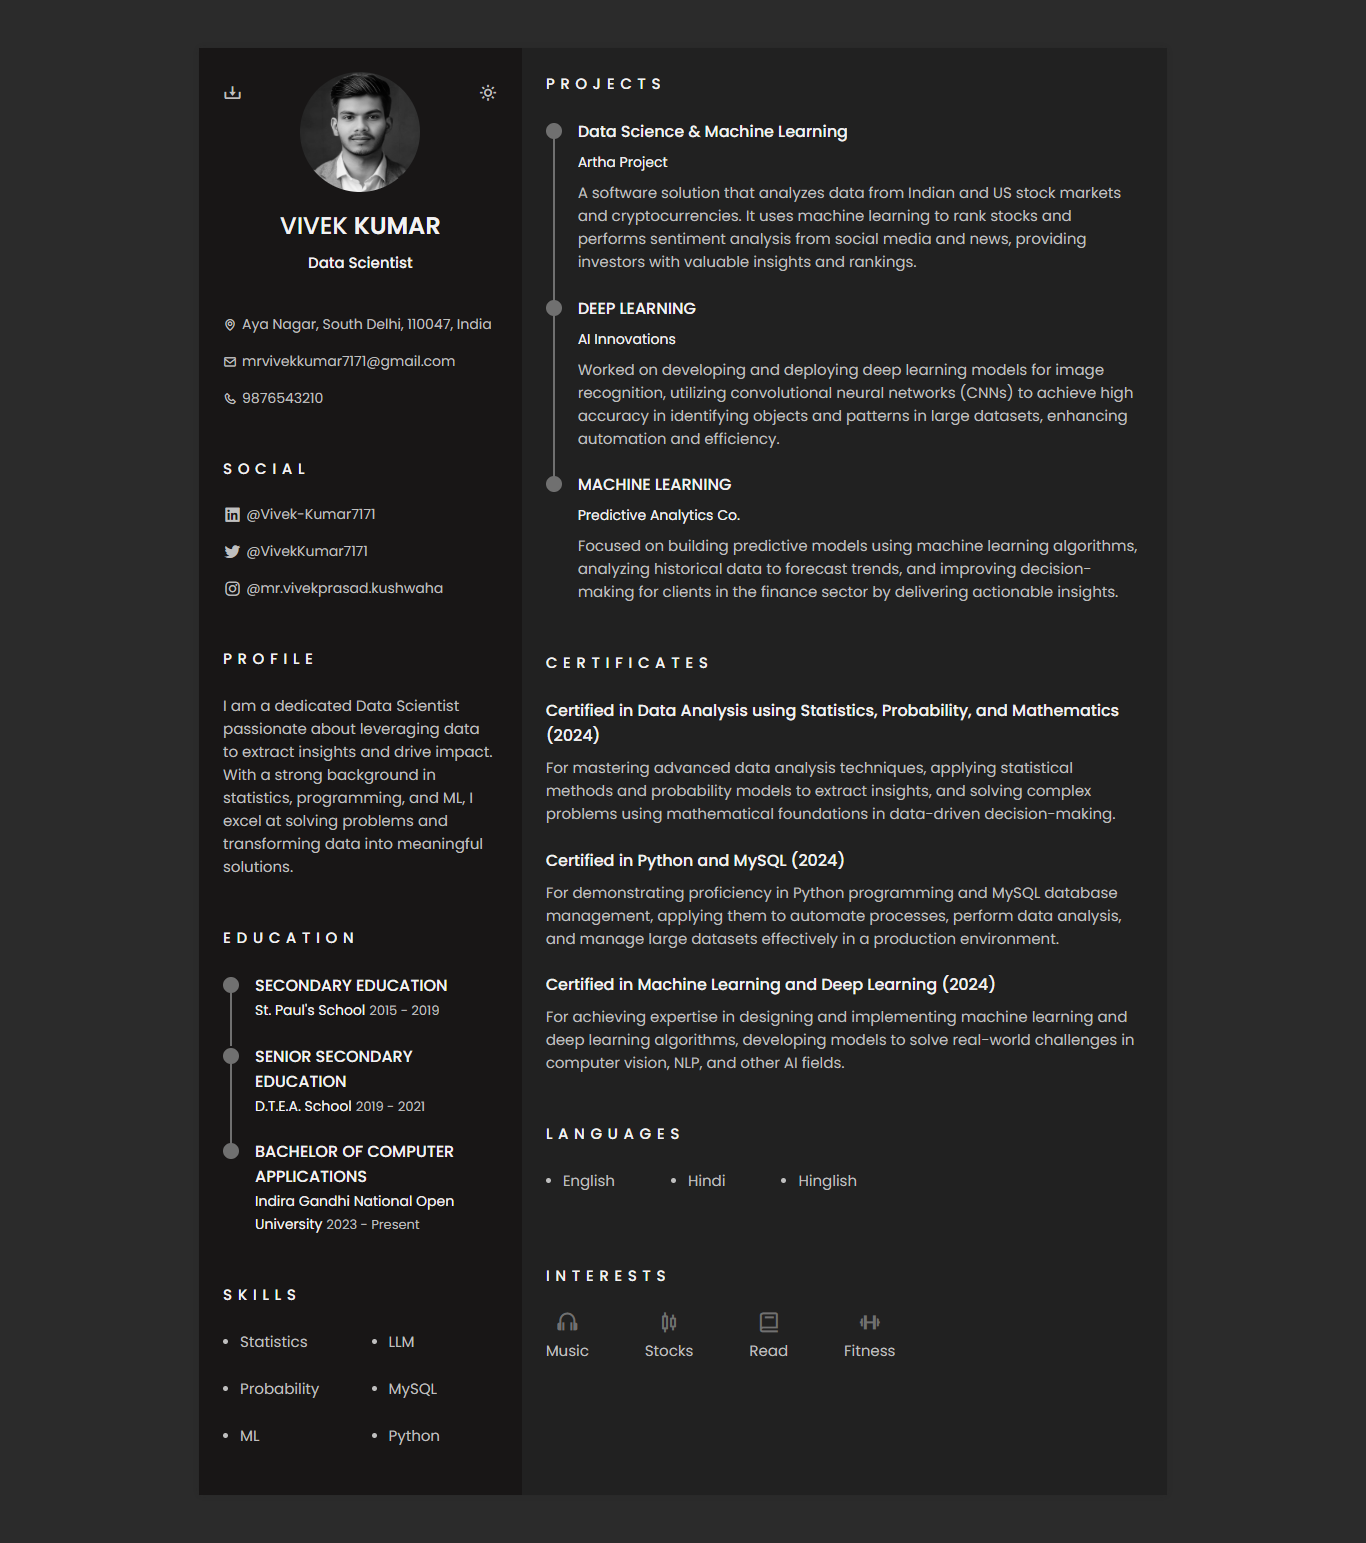 VIVEK KUMAR
Data Scientist
Aya Nagar, South Delhi, 110047, India
mrvivekkumar7171@gmail.com
9876543210
SOCIAL
@Vivek-Kumar7171
@VivekKumar7171
@mr.vivekprasad.kushwaha
PROFILE
I am a dedicated Data Scientist
passionate about leveraging data
to extract insights and drive impact.
With a strong background in
statistics, programming, and ML, I
excel at solving problems and
transforming data into meaningful
solutions.
EDUCATION
SECONDARY EDUCATION
St. Paul's School 2015 - 2019
SENIOR SECONDARY
EDUCATION
D.T.E.A. School 2019 - 2021
BACHELOR OF COMPUTER
APPLICATIONS
Indira Gandhi National Open
University 2023 - Present
SKILLS
• Statistics • LLM
• Probability • MySQL
• ML • Python
PROJECTS
Data Science & Machine Learning
Artha Project
A software solution that analyzes data from Indian and US stock markets
and cryptocurrencies. It uses machine learning to rank stocks and
performs sentiment analysis from social media and news, providing
investors with valuable insights and rankings.
DEEP LEARNING
AI Innovations
Worked on developing and deploying deep learning models for image
recognition, utilizing convolutional neural networks (CNNs) to achieve high
accuracy in identifying objects and patterns in large datasets, enhancing
automation and efficiency.
MACHINE LEARNING
Predictive Analytics Co.
Focused on building predictive models using machine learning algorithms,
analyzing historical data to forecast trends, and improving decision-
making for clients in the finance sector by delivering actionable insights.
CERTIFICATES
Certified in Data Analysis using Statistics, Probability, and Mathematics
(2024)
For mastering advanced data analysis techniques, applying statistical
methods and probability models to extract insights, and solving complex
problems using mathematical foundations in data-driven decision-making.
Certified in Python and MySQL (2024)
For demonstrating proficiency in Python programming and MySQL database
management, applying them to automate processes, perform data analysis,
and manage large datasets effectively in a production environment.
Certified in Machine Learning and Deep Learning (2024)
For achieving expertise in designing and implementing machine learning and
deep learning algorithms, developing models to solve real-world challenges in
computer vision, NLP, and other AI fields.
LANGUAGES
• English • Hindi • Hinglish
INTERESTS
Music Stocks Read Fitness